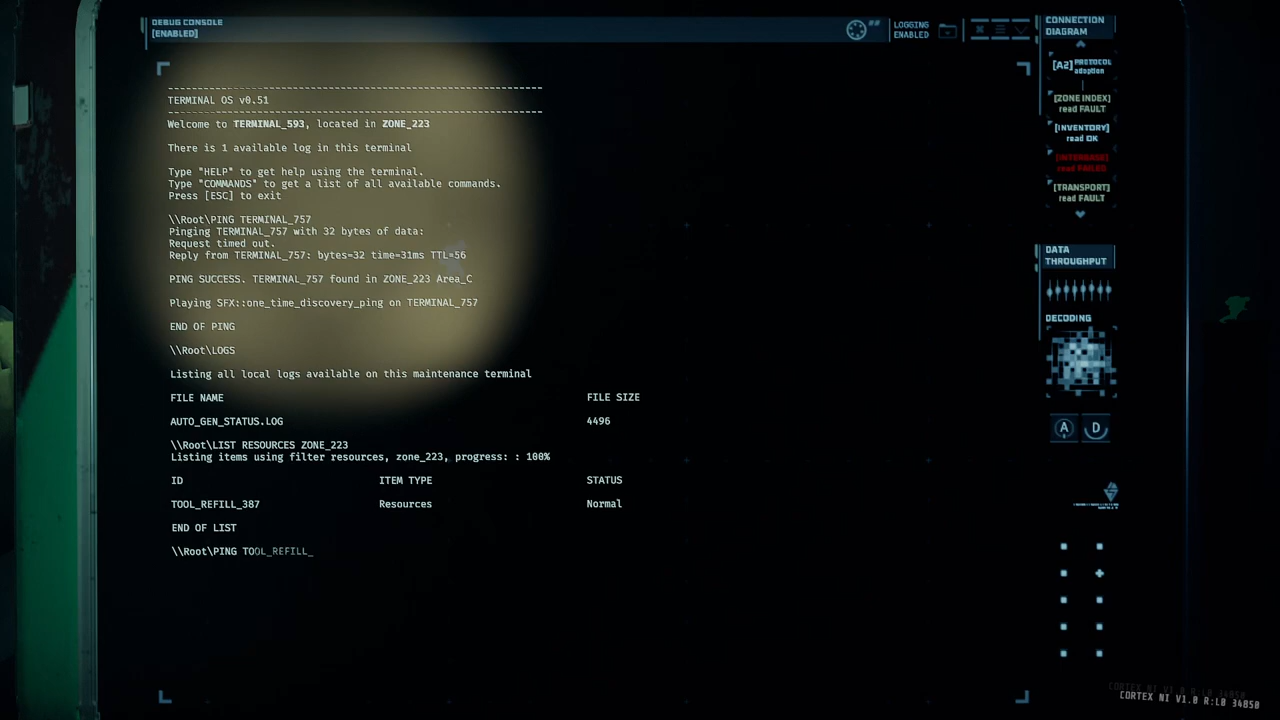 DEBUG CONSOLE
[ENABLED]
LOGGING
ENABLED
------------------------------------------------------------------
TERMINAL OS v0.51
------------------------------------------------------------------
Welcome to TERMINAL_593, located in ZONE_223
There is 1 available log in this terminal
Type "HELP" to get help using the terminal.
Type "COMMANDS" to get a list of all available commands.
Press [ESC] to exit
\\Root\PING TERMINAL_757
Pinging TERMINAL_757 with 32 bytes of data:
Request timed out.
Reply from TERMINAL_757: bytes=32 time=31ms TTL=56
PING SUCCESS. TERMINAL_757 found in ZONE_223 Area_C
Playing SFX::one_time_discovery_ping on TERMINAL_757
END OF PING
\\Root\LOGS
Listing all local logs available on this maintenance terminal
FILE NAME FILE SIZE
AUTO_GEN_STATUS.LOG 4496
\\Root\LIST RESOURCES ZONE_223
Listing items using filter resources, zone_223, progress: : 100%
ID ITEM TYPE STATUS
TOOL_REFILL_387 Resources Normal
END OF LIST
\\Root\PING TOOL_REFILL_
CONNECTION
DIAGRAM
[A2] PROTOCOL
adoption
[ZONE INDEX]
read FAULT
[INVENTORY]
read OK
read FAILED
[TRANSPORT]
read FAULT
DATA
THROUGHPUT
DECODING
A D
CORTEX NI V1.0 R:L0 34850